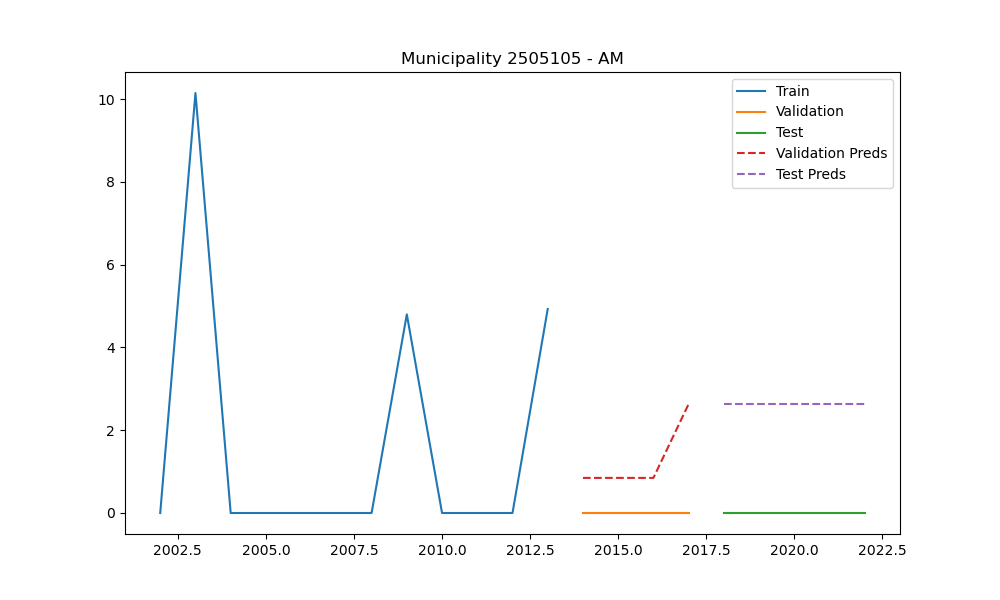 Municipality 2505105 - AM
Train
Validation
Test
Validation Preds
Test Preds
10
8
6
4
2
0
2002.5 2005.0 2007.5 2010.0 2012.5 2015.0 2017.5 2020.0 2022.5